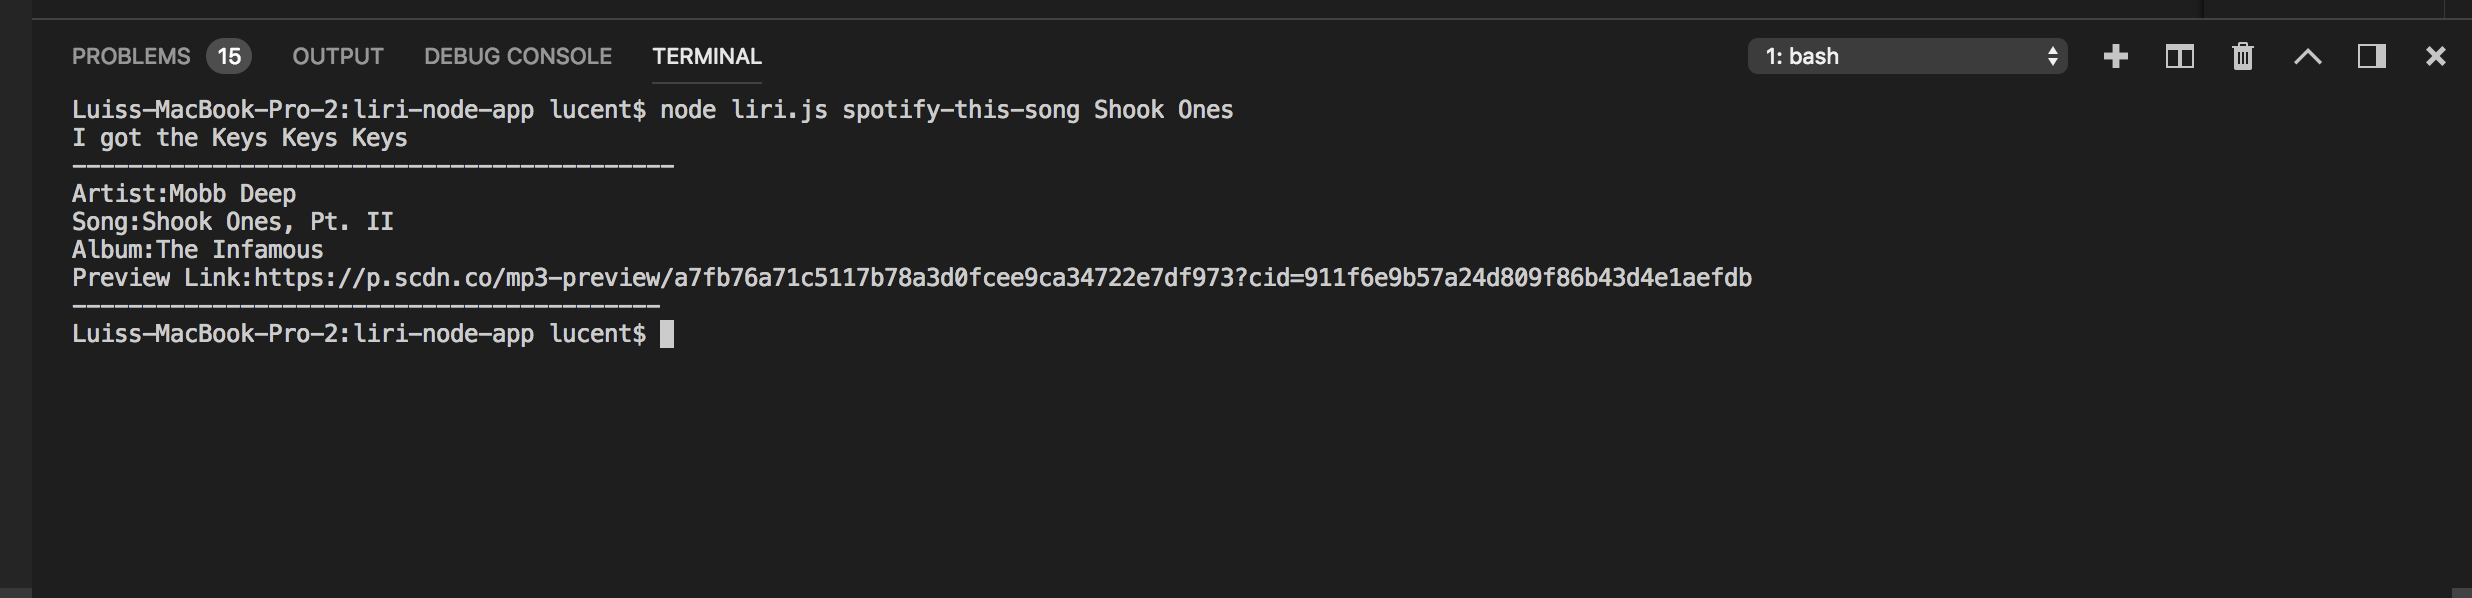 PROBLEMS 15 OUTPUT DEBUG CONSOLE TERMINAL 1: bash
Luiss-MacBook-Pro-2:liri-node-app lucent$ node liri.js spotify-this-song Shook Ones
I got the Keys Keys Keys
-------------------------------------------
Artist:Mobb Deep
Song:Shook Ones, Pt. II
Album:The Infamous
Preview Link:https://p.scdn.co/mp3-preview/a7fb76a71c5117b78a3d0fcee9ca34722e7df973?cid=911f6e9b57a24d809f86b43d4e1aefdb
------------------------------------------
Luiss-MacBook-Pro-2:liri-node-app lucent$